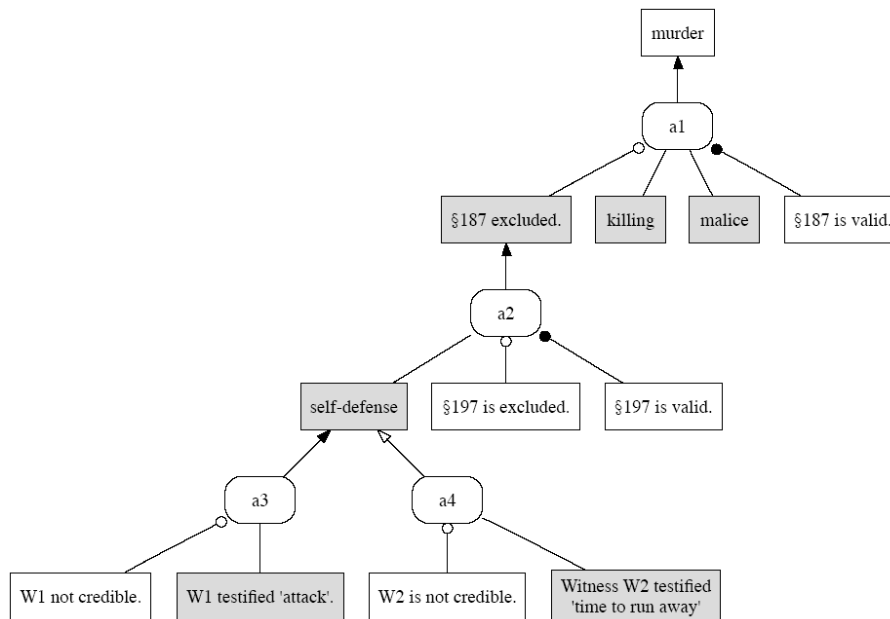 murder
a1
§187 excluded.
killing
malice
§187 is valid.
a2
self-defense
§197 is excluded.
§197 is valid.
a3
a4
W1 not credible.
W1 testified 'attack'.
W2 is not credible.
Witness W2 testified
'time to run away'